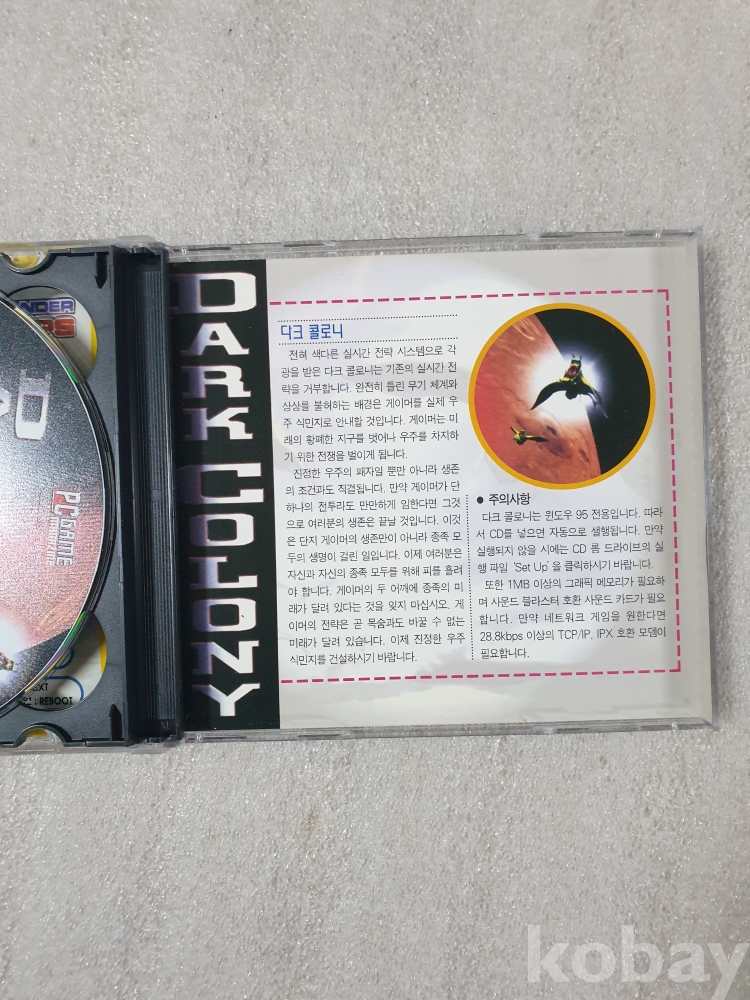 DARK COLONY
다크 콜로니
전혀 색다른 실시간 전략 시스템으로 각
광을 받은 다크 콜로니는 기존의 실시간 전
략을 거부합니다. 완전히 틀린 무기 체계와
상상를 불허하는 배경은 게이머를 실제 우
주 식민지로 안내할 것입니다. 게이머는 미
래의 황폐한 지구를 벗어나 우주를 차지하
기 위한 전쟁을 벌이게 됩니다.
진정한 우주의 패자일 뿐만 아니라 생존
의 조건과도 직결됩니다. 만약 게이머가 단
하나의 전투라도 만만하게 임한다면 그것
으로 여러분의 생존은 끝날 것입니다. 이것
은 단지 게이머의 생존만이 아니라 종족 모
두의 생명이 걸린 일입니다. 이제 여러분은
자신과 자신의 종족 모두를 위해 피를 흘려
야 합니다. 게이머의 두 어깨에 종족의 미
래가 달려 있다는 것을 잊지 마십시오. 게
이머의 전략은 곧 목숨과도 바꿀 수 없는
미래가 달려 있습니다. 이제 진정한 우주
식민지를 건설하시기 바랍니다.
● 주의사항
다크 콜로니는 윈도우 95 전용입니다. 따라
서 CD를 넣으면 자동으로 샐행됩니다. 만약
실행되지 않을 시에는 CD 롬 드라이브의 실
행 파일 'Set Up'을 클릭하시기 바랍니다.
또한 1MB 이상의 그래픽 메모리가 필요하
며 사운드 블라스터 호환 사운드 카드가 필요
합니다. 만약 네트워크 게임을 원한다면
28.8kbps 이상의 TCP/IP, IPX 호환 모뎀이
필요합니다.
NDER
PC GAME
EXT
: REBOOT
kobay